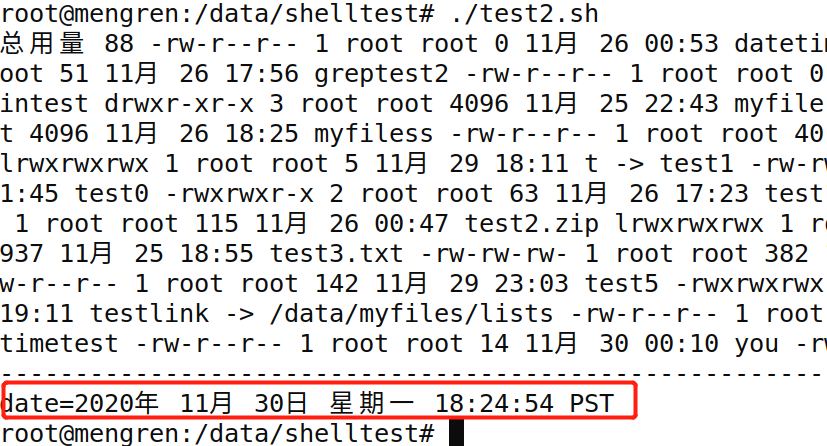 root@mengren:/data/shelltest# ./test2.sh
总用量 88 -rw-r--r-- 1 root root 0 11月 26 00:53 datetim
oot 51 11月 26 17:56 greptest2 -rw-r--r-- 1 root root 0
intest drwxr-xr-x 3 root root 4096 11月 25 22:43 myfile
t 4096 11月 26 18:25 myfiless -rw-r--r-- 1 root root 40
lrwxrwxrwx 1 root root 5 11月 29 18:11 t -> test1 -rw-rw
1:45 test0 -rwxrwxr-x 2 root root 63 11月 26 17:23 test
1 root root 115 11月 26 00:47 test2.zip lrwxrwxrwx 1 ro
937 11月 25 18:55 test3.txt -rw-rw-rw- 1 root root 382
w-r--r-- 1 root root 142 11月 29 23:03 test5 -rwxrwxrwx
19:11 testlink -> /data/myfiles/lists -rw-r--r-- 1 root
timetest -rw-r--r-- 1 root root 14 11月 30 00:10 you -rw
-------------------------------------------------------
date=2020年 11月 30日 星期一 18:24:54 PST
root@mengren:/data/shelltest#